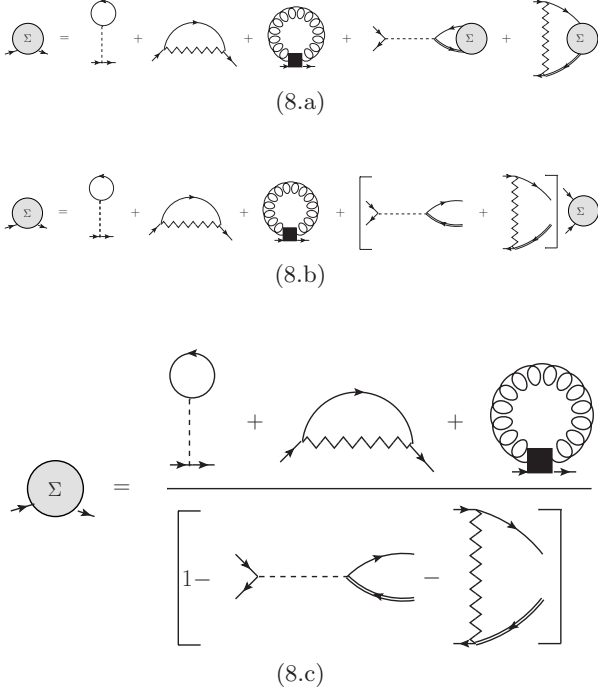 Σ = + + + Σ + Σ
(8.a)
Σ = + + + [ + ] Σ
(8.b)
+ +
Σ =
[ 1− − ]
(8.c)